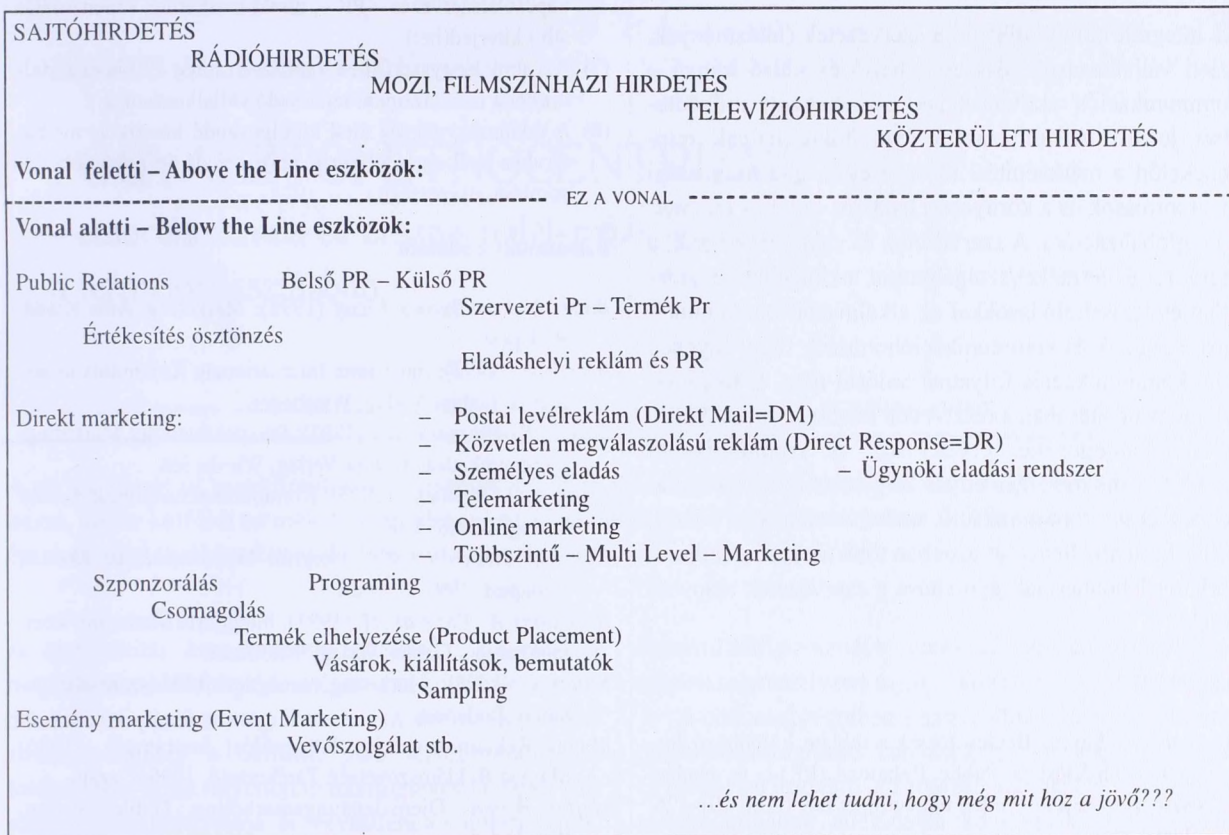 SAJTÓHIRDETÉS
RÁDIÓHIRDETÉS
MOZI, FILMSZÍNHÁZI HIRDETÉS
TELEVÍZIÓHIRDETÉS
KÖZTERÜLETI HIRDETÉS
Vonal feletti – Above the Line eszközök:
EZ A VONAL
Vonal alatti – Below the Line eszközök:
Public Relations Belső PR – Külső PR
Szervezeti Pr – Termék Pr
Értékesítés ösztönzés
Eladáshelyi reklám és PR
Direkt marketing: – Postai levélreklám (Direkt Mail=DM)
– Közvetlen megválaszolású reklám (Direct Response=DR)
– Személyes eladás – Ügynöki eladási rendszer
– Telemarketing
– Online marketing
– Többszintű – Multi Level – Marketing
Szponzorálás Programing
Csomagolás
Termék elhelyezése (Product Placement)
Vásárok, kiállítások, bemutatók
Sampling
Esemény marketing (Event Marketing)
Vevőszolgálat stb.
...és nem lehet tudni, hogy még mit hoz a jövő???